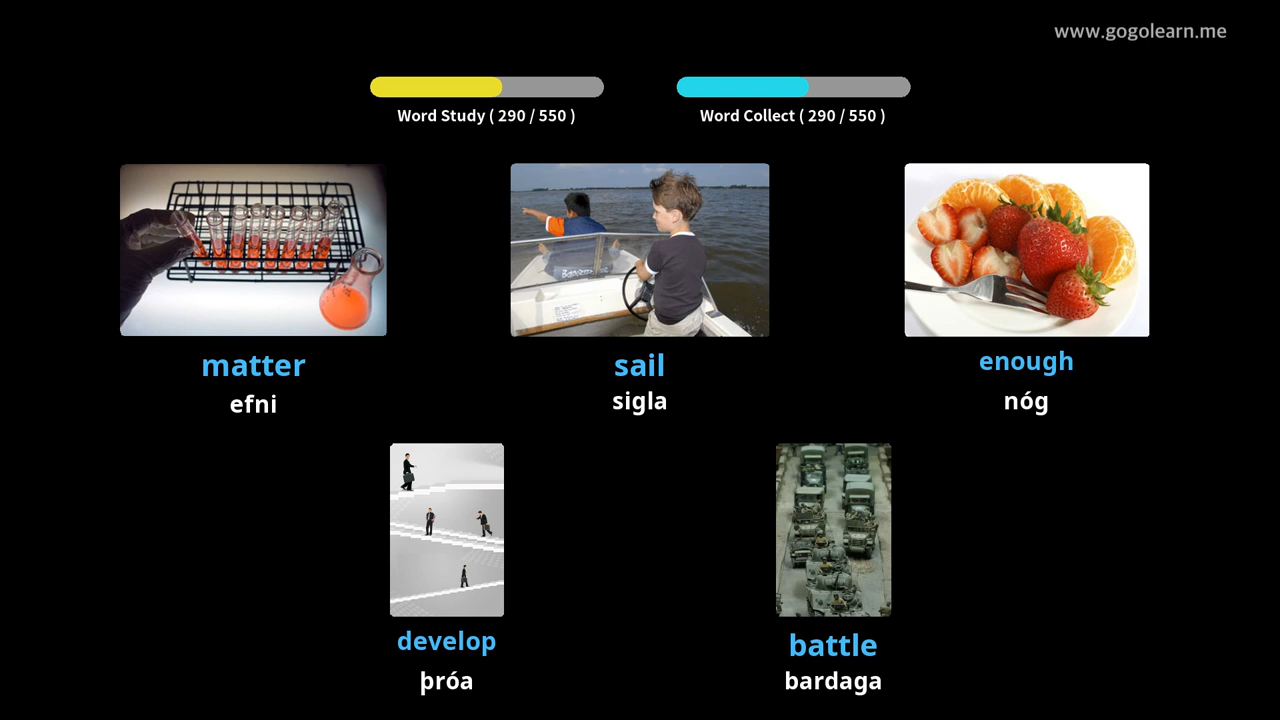 www.gogolearn.me
Word Study ( 290 / 550 )
Word Collect ( 290 / 550 )
matter
efni
sail
sigla
enough
nóg
develop
þróa
battle
bardaga